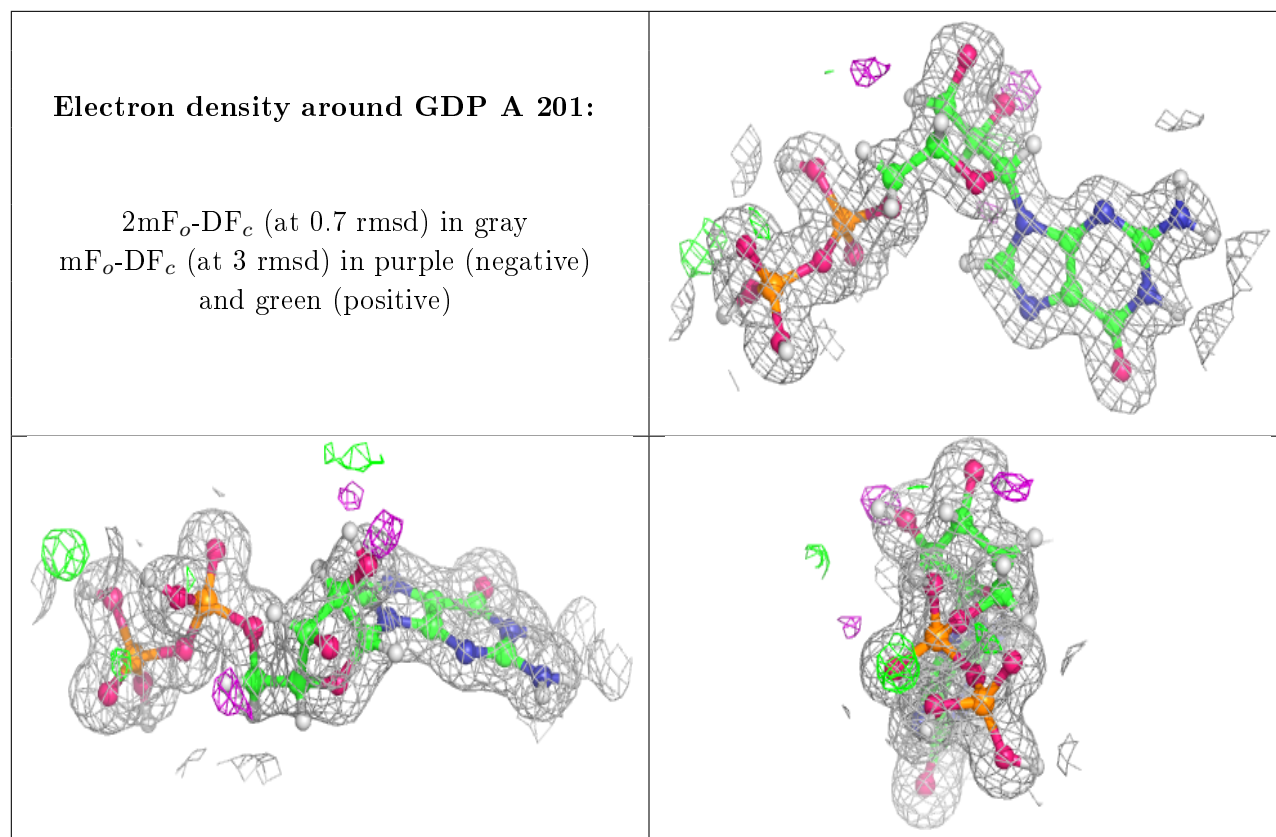 Electron density around GDP A 201:
2mFₒ-DF𝑐 (at 0.7 rmsd) in gray
mFₒ-DF𝑐 (at 3 rmsd) in purple (negative)
and green (positive)